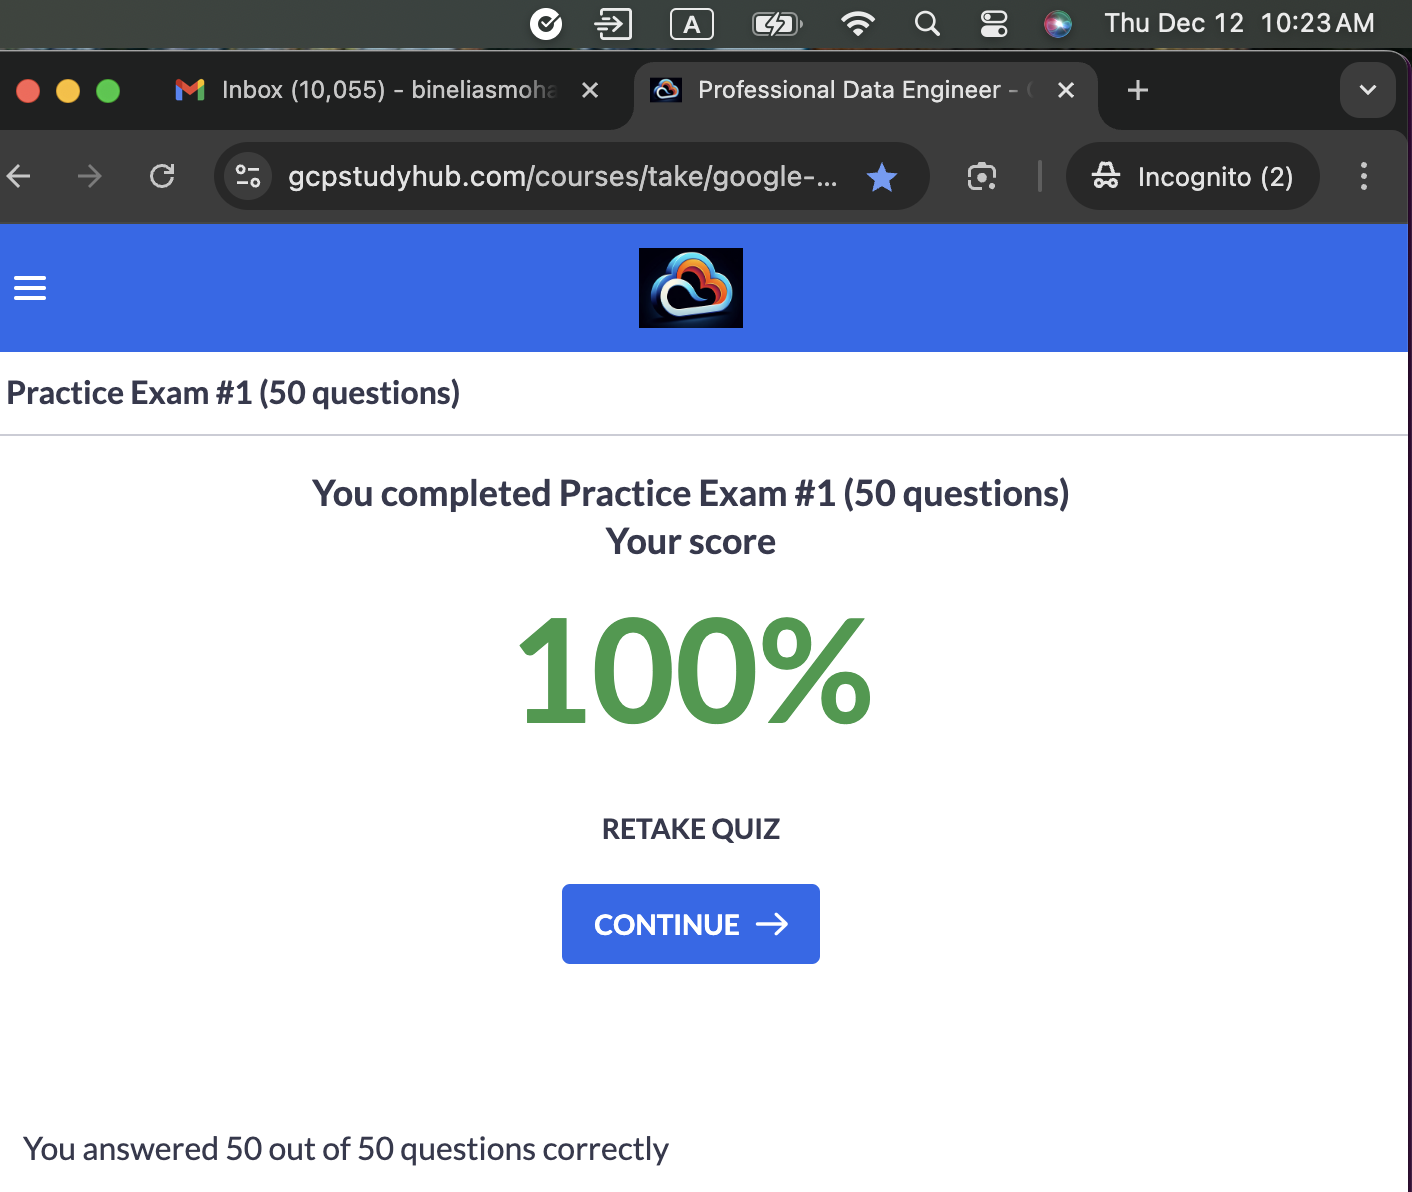 A
Thu Dec 12 10:23 AM
Inbox (10,055) - bineliasmoha
Professional Data Engineer -
gcpstudyhub.com/courses/take/google-...
Incognito (2)
Practice Exam #1 (50 questions)
You completed Practice Exam #1 (50 questions)
Your score
100%
RETAKE QUIZ
CONTINUE →
You answered 50 out of 50 questions correctly